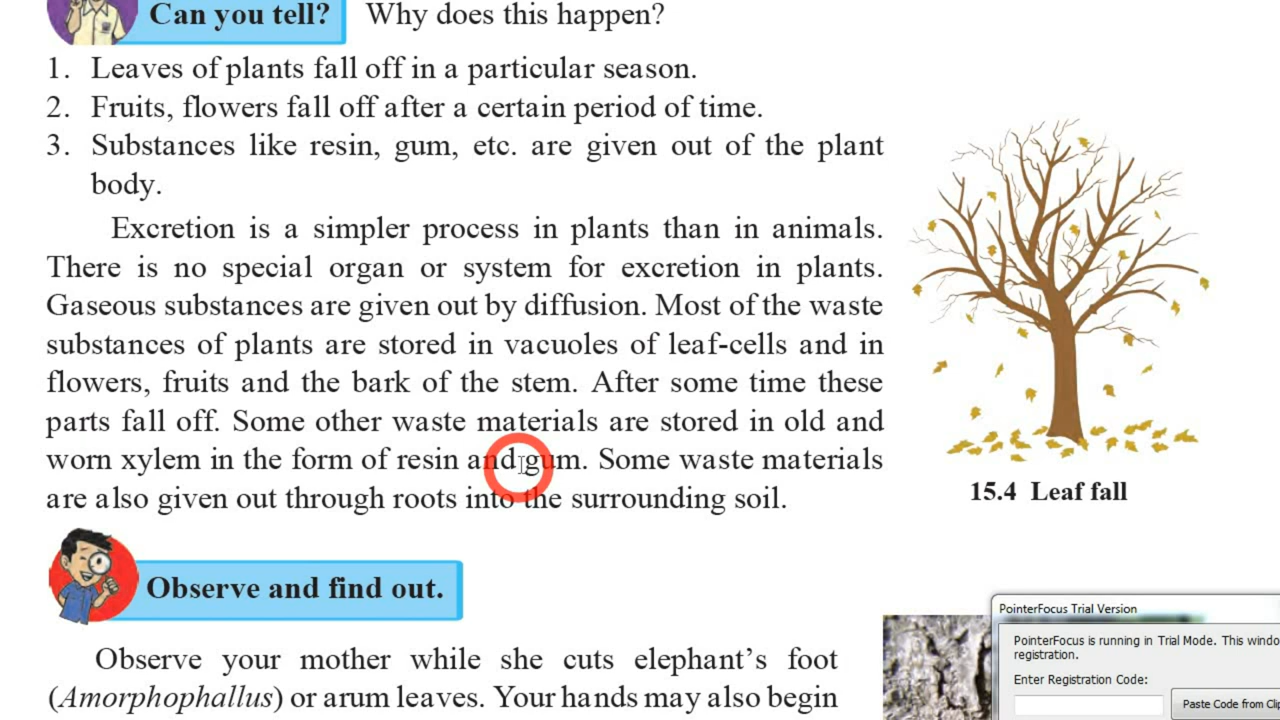 Can you tell? Why does this happen?
1. Leaves of plants fall off in a particular season.
2. Fruits, flowers fall off after a certain period of time.
3. Substances like resin, gum, etc. are given out of the plant
body.
Excretion is a simpler process in plants than in animals.
There is no special organ or system for excretion in plants.
Gaseous substances are given out by diffusion. Most of the waste
substances of plants are stored in vacuoles of leaf-cells and in
flowers, fruits and the bark of the stem. After some time these
parts fall off. Some other waste materials are stored in old and
worn xylem in the form of resin and gum. Some waste materials
are also given out through roots into the surrounding soil.
15.4 Leaf fall
Observe and find out.
Observe your mother while she cuts elephant’s foot
(Amorphophallus) or arum leaves. Your hands may also begin
PointerFocus Trial Version
PointerFocus is running in Trial Mode. This
registration.
Enter Registration Code:
Paste Code from